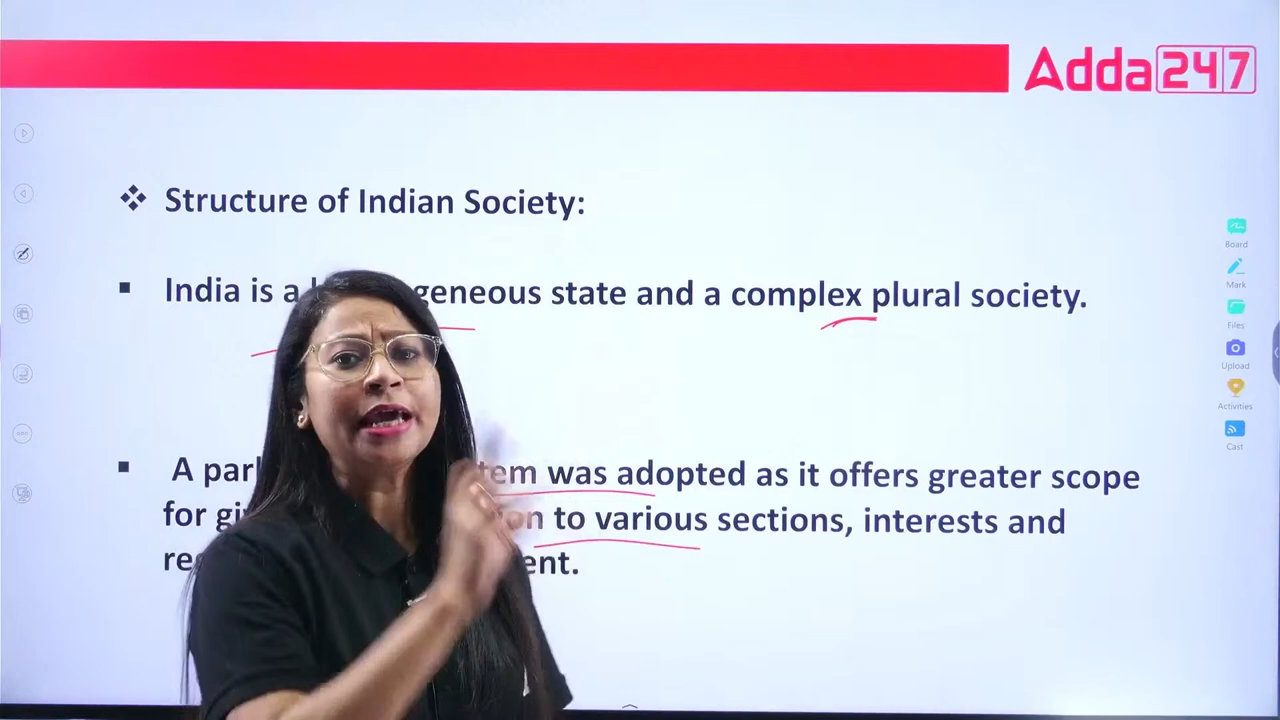 Adda247
Structure of Indian Society:
India is a geneous state and a complex plural society.
A parl tem was adopted as it offers greater scope
for gi on to various sections, interests and
re ent.
Board
Mark
Files
Upload
Activities
Cast